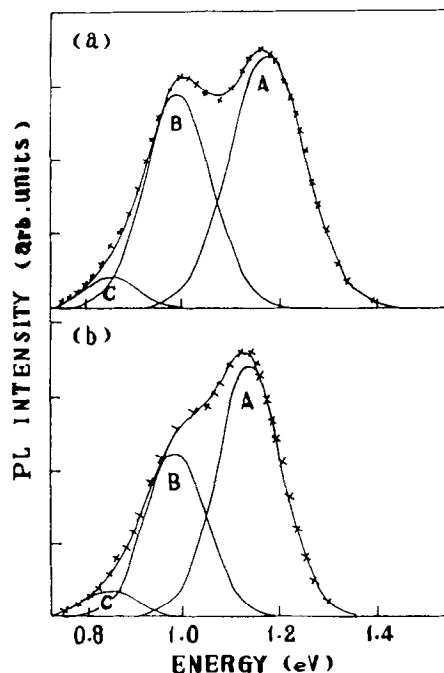 (a)
B
A
C
PL INTENSITY (arb.units)
(b)
A
B
C
0.8 1.0 1.2 1.4
ENERGY (eV)